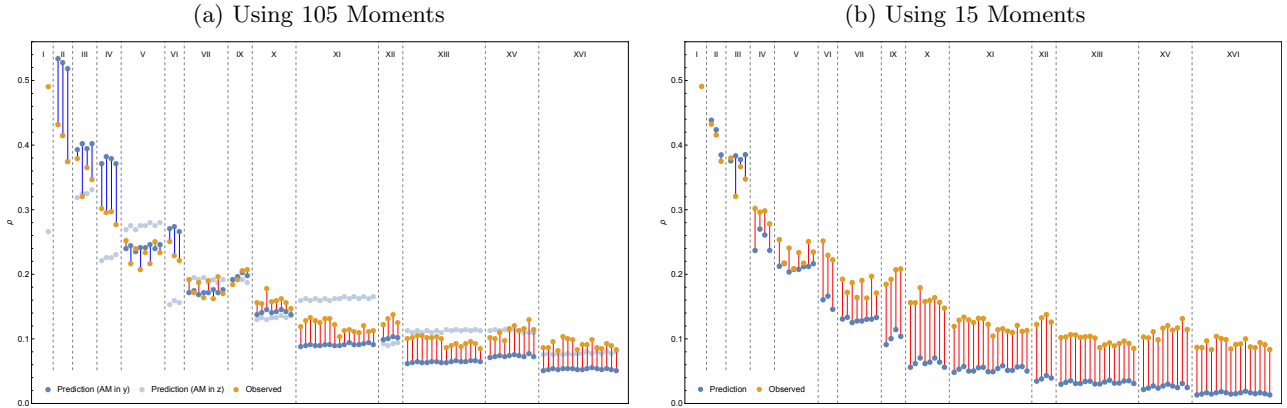 (a) Using 105 Moments
(b) Using 15 Moments
I II III IV V VI VII IX X XI XII XIII XV XVI
0.5
0.4
0.3
0.2
0.1
0.0
ρ
Prediction (AM in y) Prediction (AM in z) Observed
I II III IV V VI VII IX X XI XII XIII XV XVI
0.5
0.4
0.3
0.2
0.1
0.0
ρ
Prediction Observed